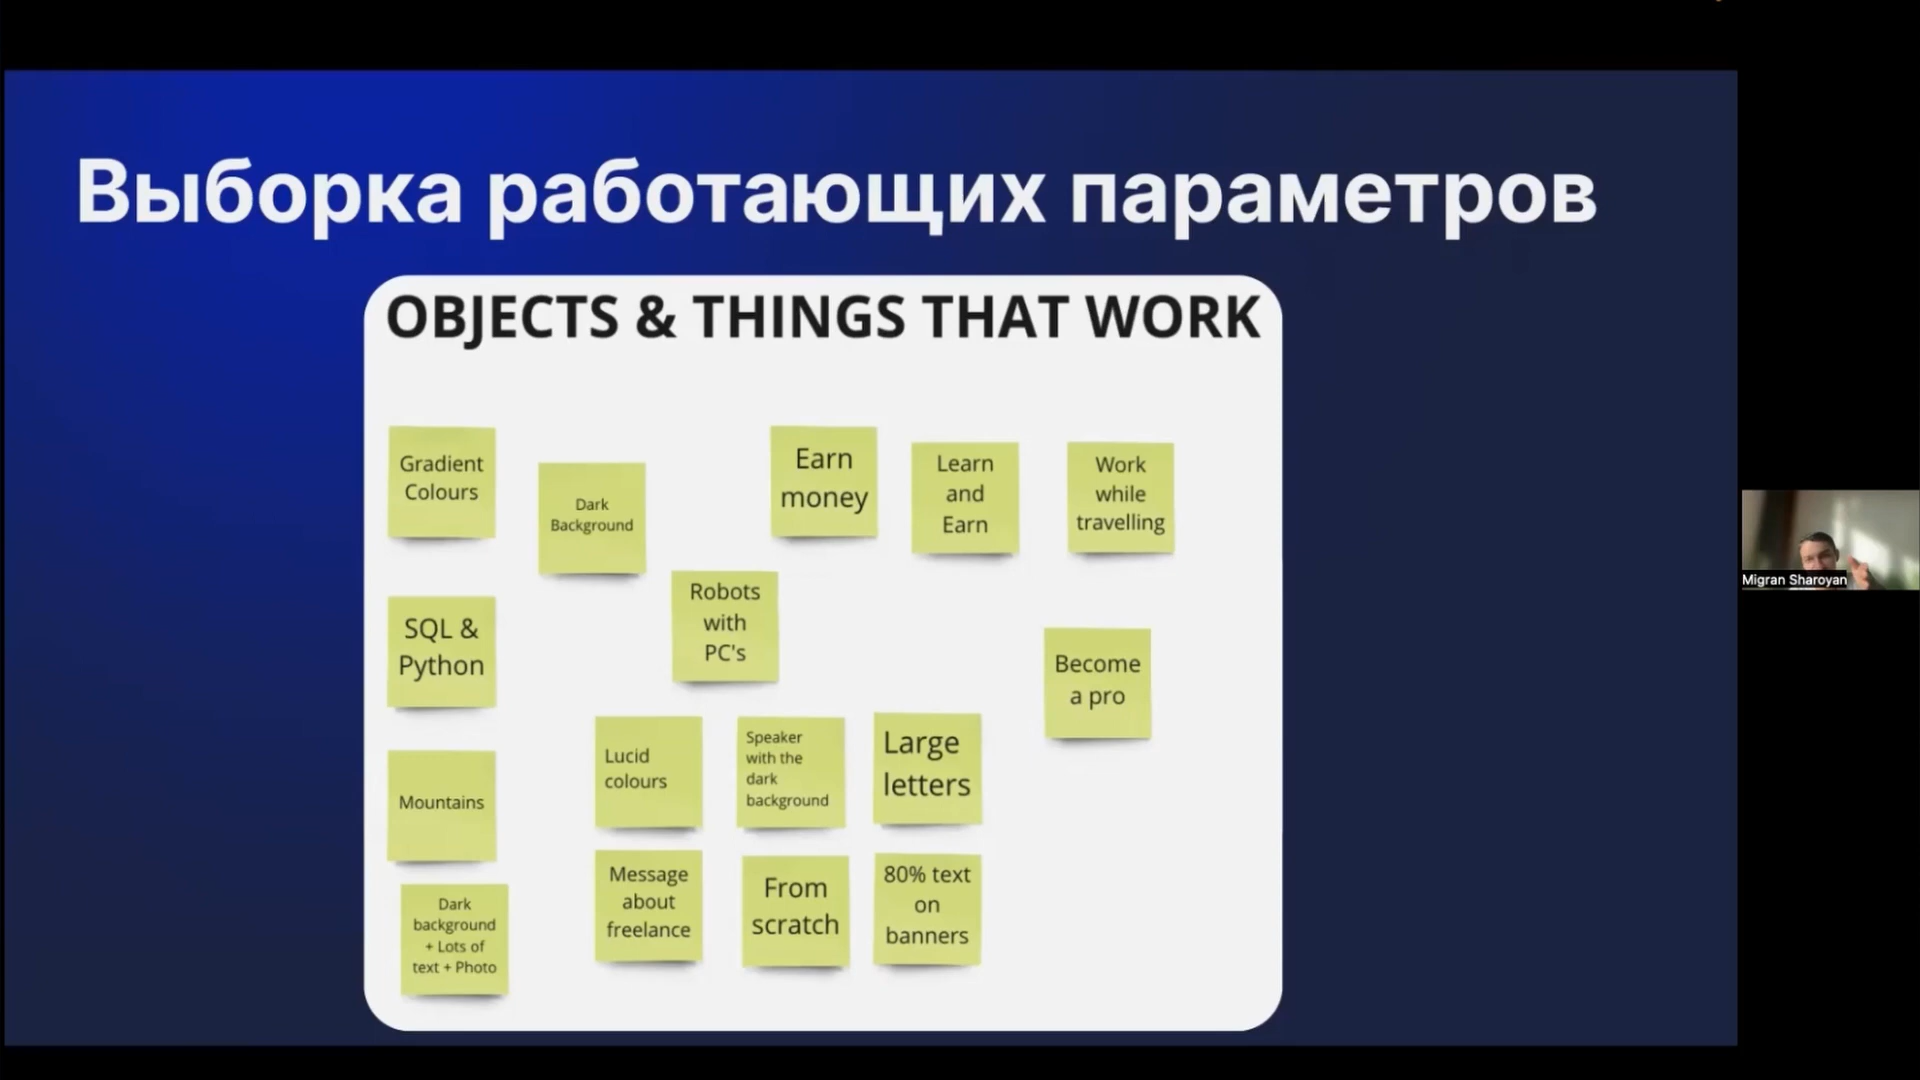 Выборка работающих параметров
OBJECTS & THINGS THAT WORK
Gradient
Colours
Dark
Background
Earn
money
Learn
and
Earn
Work
while
travelling
SQL &
Python
Robots
with
PC's
Become
a pro
Mountains
Lucid
colours
Speaker
with the
dark
background
Large
letters
Dark
background
+ Lots of
text + Photo
Message
about
freelance
From
scratch
80% text
on
banners
Migran Sharoyan